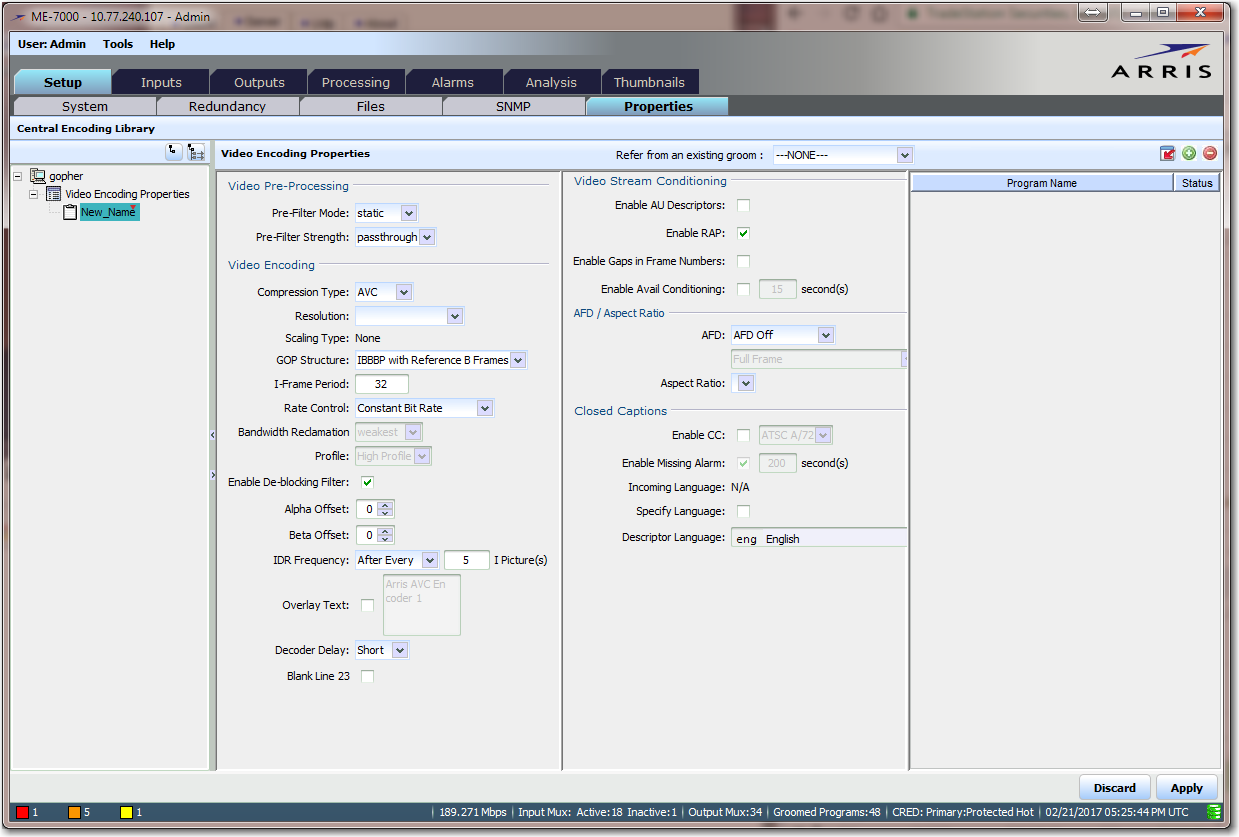 ME-7000 - 10.77.240.107 - Admin
User: Admin Tools Help
ARRIS
Setup Inputs Outputs Processing Alarms Analysis Thumbnails
System Redundancy Files SNMP Properties
Central Encoding Library
gopher
Video Encoding Properties
New_Name
Video Encoding Properties
Refer from an existing groom : ---NONE---
Video Pre-Processing
Pre-Filter Mode: static
Pre-Filter Strength: passthrough
Video Encoding
Compression Type: AVC
Resolution:
Scaling Type: None
GOP Structure: IBBBP with Reference B Frames
I-Frame Period: 32
Rate Control: Constant Bit Rate
Bandwidth Reclamation weakest
Profile: High Profile
Enable De-blocking Filter:
Alpha Offset: 0
Beta Offset: 0
IDR Frequency: After Every 5 I Picture(s)
Overlay Text: Arris AVC En
coder 1
Decoder Delay: Short
Blank Line 23
Video Stream Conditioning
Enable AU Descriptors:
Enable RAP:
Enable Gaps in Frame Numbers:
Enable Avail Conditioning: 15 second(s)
AFD / Aspect Ratio
AFD: AFD Off
Full Frame
Aspect Ratio:
Closed Captions
Enable CC: ATSC A/72
Enable Missing Alarm: 200 second(s)
Incoming Language: N/A
Specify Language:
Descriptor Language: eng English
Program Name Status
Discard Apply
1 5 1
189.271 Mbps Input Mux: Active:18 Inactive:1 Output Mux:34 Groomed Programs:48 CRED: Primary:Protected Hot 02/21/2017 05:25:44 PM UTC